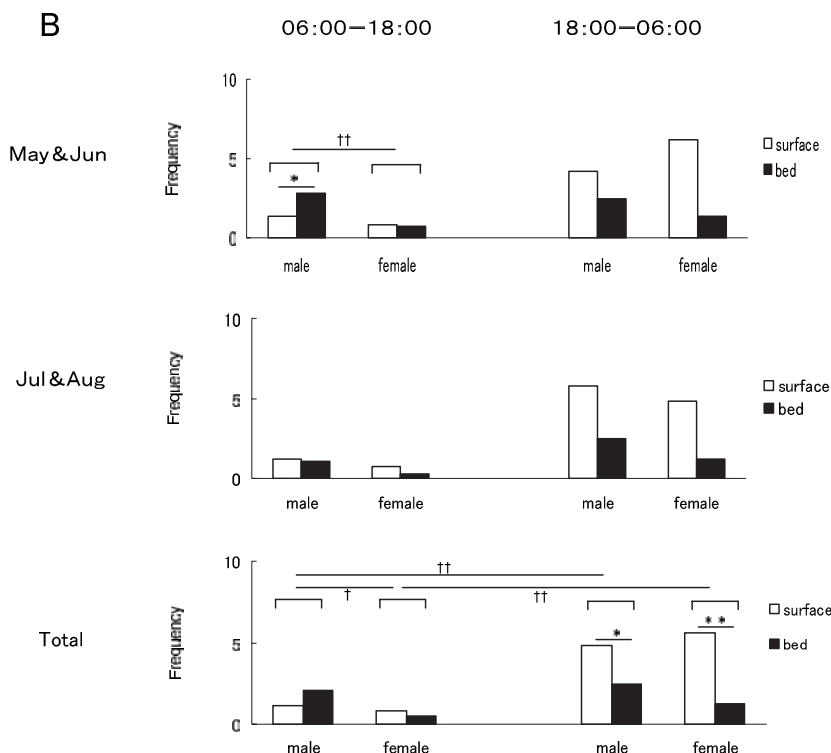 B
06:00−18:00 18:00−06:00
May&Jun
Frequency
10
5
0
††
*
male female male female
surface
bed
Jul&Aug
Frequency
10
5
0
male female male female
surface
bed
Total
Frequency
10
5
0
††
† ††
* **
male female male female
surface
bed